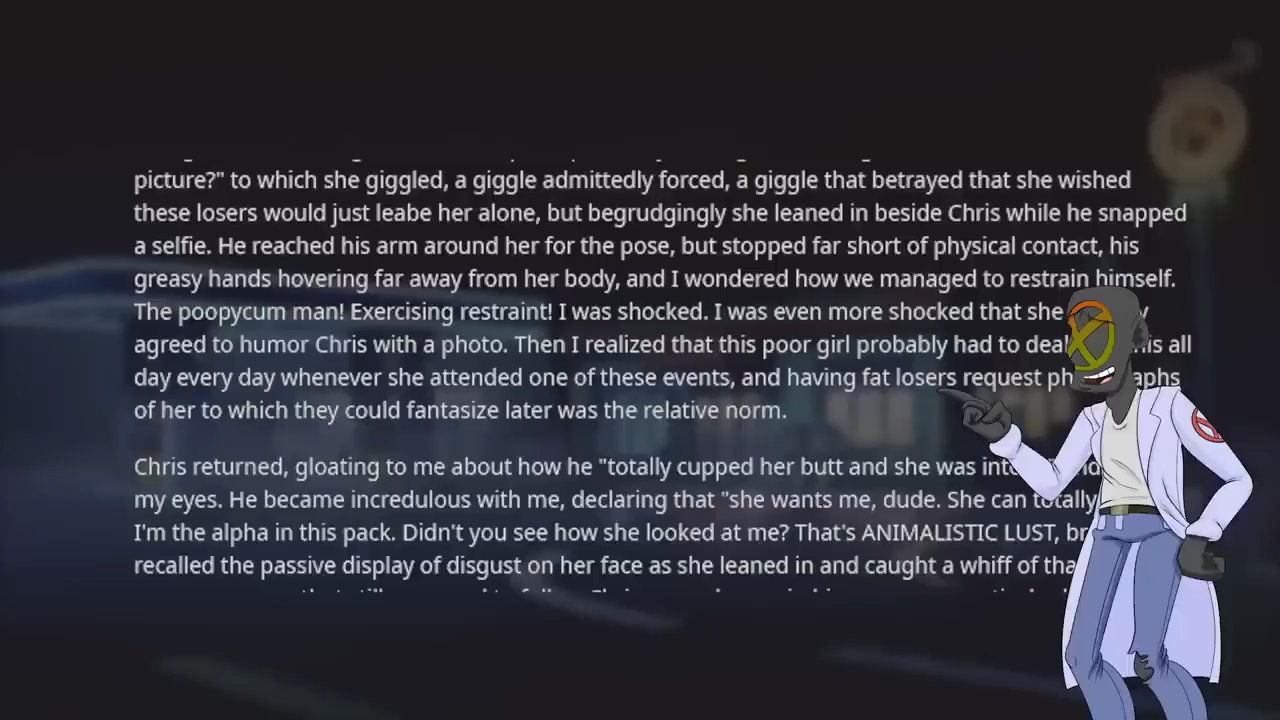 picture?" to which she giggled, a giggle admittedly forced, a giggle that betrayed that she wished
these losers would just leabe her alone, but begrudgingly she leaned in beside Chris while he snapped
a selfie. He reached his arm around her for the pose, but stopped far short of physical contact, his
greasy hands hovering far away from her body, and I wondered how we managed to restrain himself.
The poopycum man! Exercising restraint! I was shocked. I was even more shocked that she
agreed to humor Chris with a photo. Then I realized that this poor girl probably had to deal all
day every day whenever she attended one of these events, and having fat losers request
of her to which they could fantasize later was the relative norm.
Chris returned, gloating to me about how he "totally cupped her butt and she was
my eyes. He became incredulous with me, declaring that "she wants me, dude. She can totally
I'm the alpha in this pack. Didn't you see how she looked at me? That's ANIMALISTIC LUST,
recalled the passive display of disgust on her face as she leaned in and caught a whiff of